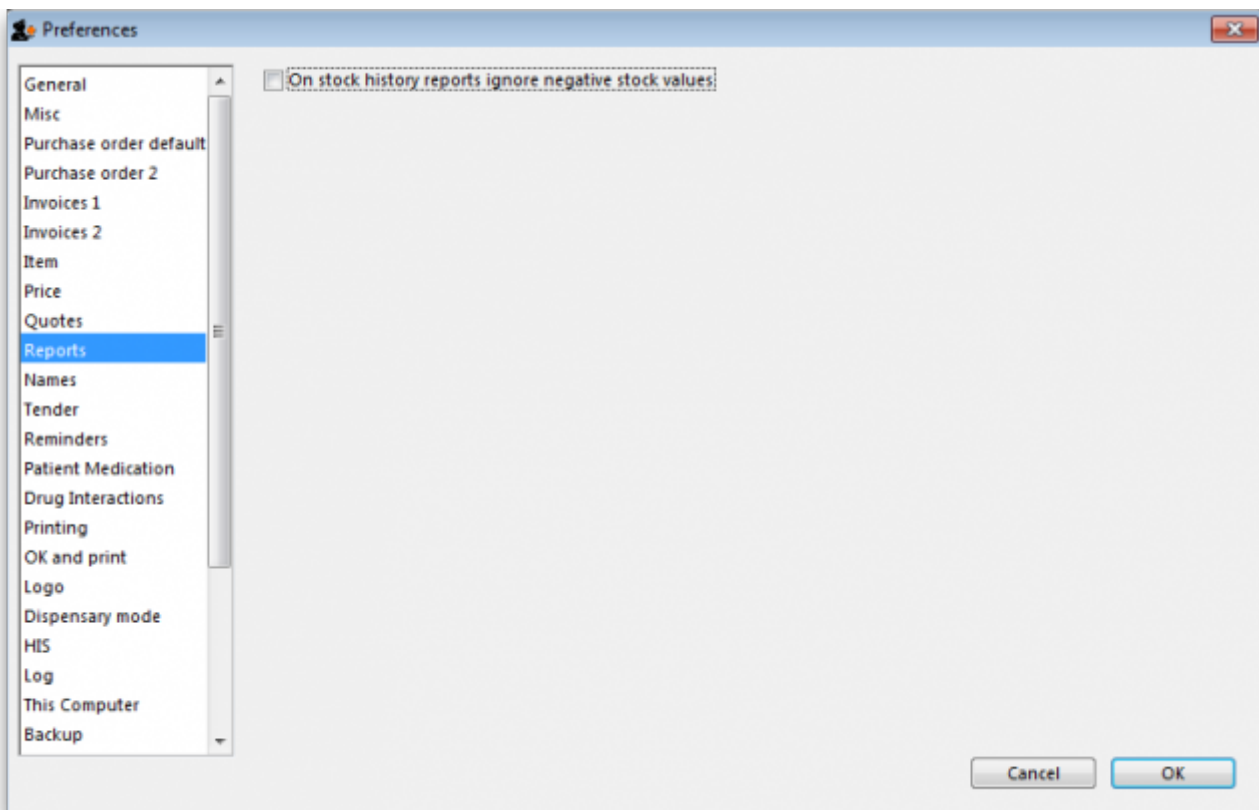 Preferences
General
Misc
Purchase order default
Purchase order 2
Invoices 1
Invoices 2
Item
Price
Quotes
Reports
Names
Tender
Reminders
Patient Medication
Drug Interactions
Printing
OK and print
Logo
Dispensary mode
HIS
Log
This Computer
Backup
On stock history reports ignore negative stock values
Cancel
OK